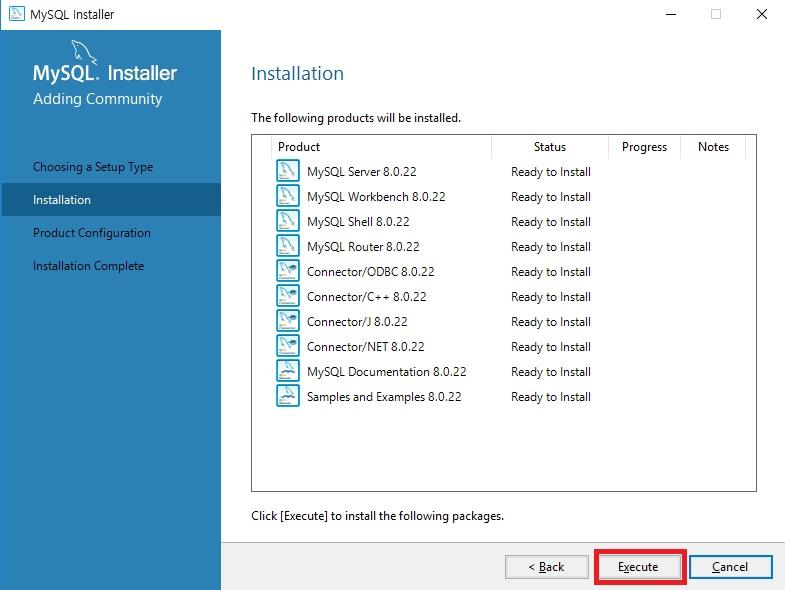 MySQL Installer
MySQL. Installer
Adding Community
Choosing a Setup Type
Installation
Product Configuration
Installation Complete
Installation
The following products will be installed.
Product Status Progress Notes
MySQL Server 8.0.22 Ready to Install
MySQL Workbench 8.0.22 Ready to Install
MySQL Shell 8.0.22 Ready to Install
MySQL Router 8.0.22 Ready to Install
Connector/ODBC 8.0.22 Ready to Install
Connector/C++ 8.0.22 Ready to Install
Connector/J 8.0.22 Ready to Install
Connector/NET 8.0.22 Ready to Install
MySQL Documentation 8.0.22 Ready to Install
Samples and Examples 8.0.22 Ready to Install
Click [Execute] to install the following packages.
< Back Execute Cancel